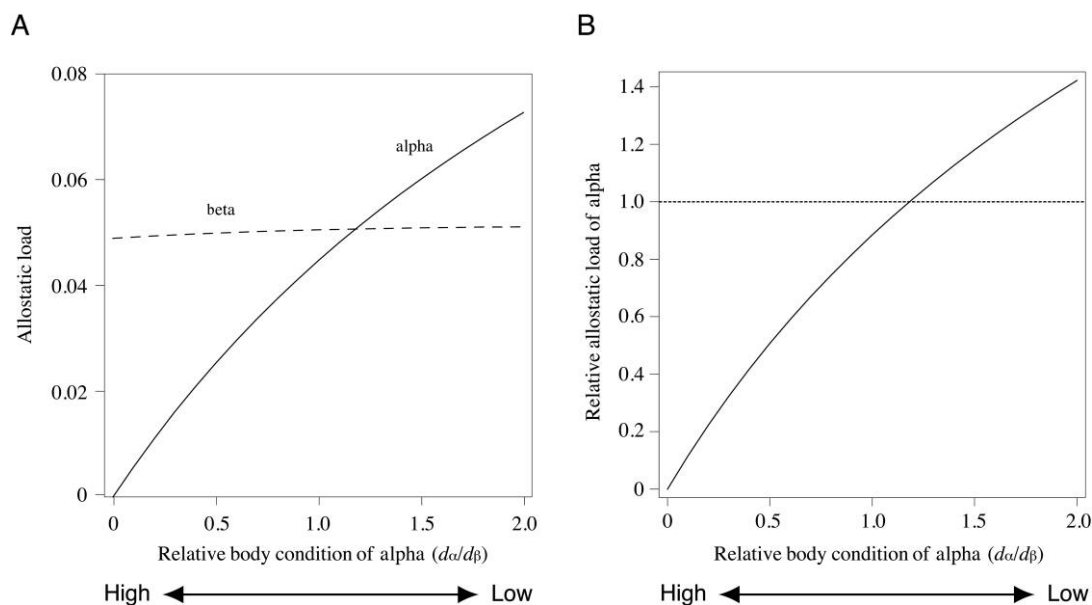 A
Allostatic load
0.08
0.06
0.04
0.02
0
alpha
beta
0 0.5 1.0 1.5 2.0
Relative body condition of alpha (dα/dβ)
High Low
B
Relative allostatic load of alpha
1.4
1.2
1.0
0.8
0.6
0.4
0.2
0
0 0.5 1.0 1.5 2.0
Relative body condition of alpha (dα/dβ)
High Low